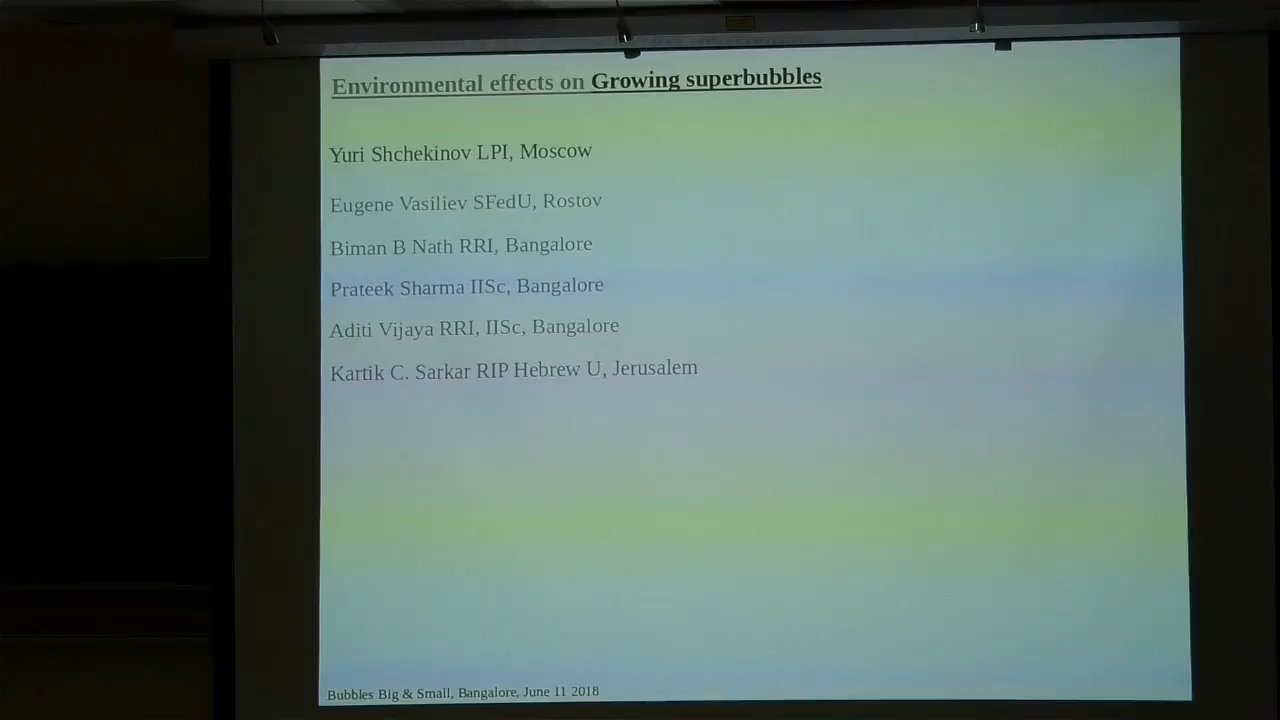 Environmental effects on Growing superbubbles
Yuri Shchekinov LPI, Moscow
Eugene Vasiliev SFedU, Rostov
Biman B Nath RRI, Bangalore
Prateek Sharma IISc, Bangalore
Aditi Vijaya RRI, IISc, Bangalore
Kartik C. Sarkar RIP Hebrew U, Jerusalem
Bubbles Big & Small, Bangalore, June 11 2018